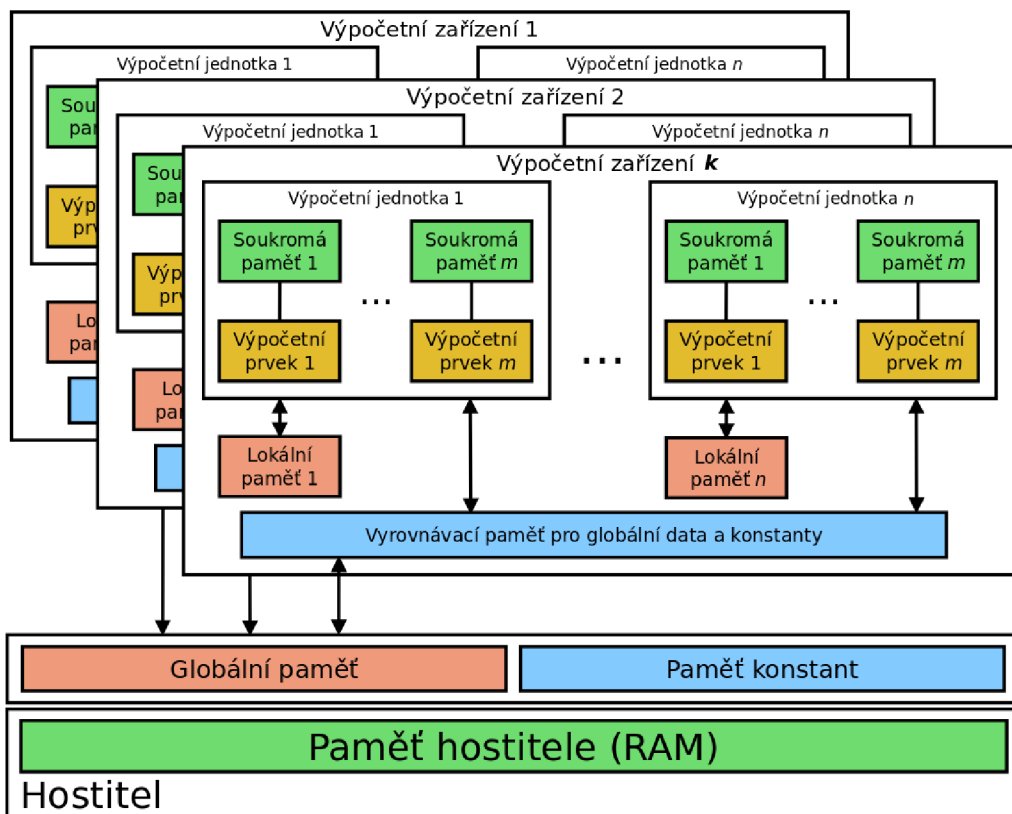 Výpočetní zařízení 1
Výpočetní jednotka 1
Výpočetní jednotka n
Výpočetní zařízení 2
Výpočetní jednotka 1
Výpočetní jednotka n
Výpočetní zařízení k
Výpočetní jednotka 1
Výpočetní jednotka n
Soukromá
paměť 1
...
Soukromá
paměť m
Soukromá
paměť 1
...
Soukromá
paměť m
Výpočetní
prvek 1
Výpočetní
prvek m
...
Výpočetní
prvek 1
Výpočetní
prvek m
Lokální
paměť 1
Lokální
paměť n
Vyrovnávací paměť pro globální data a konstanty
Globální paměť
Paměť konstant
Paměť hostitele (RAM)
Hostitel